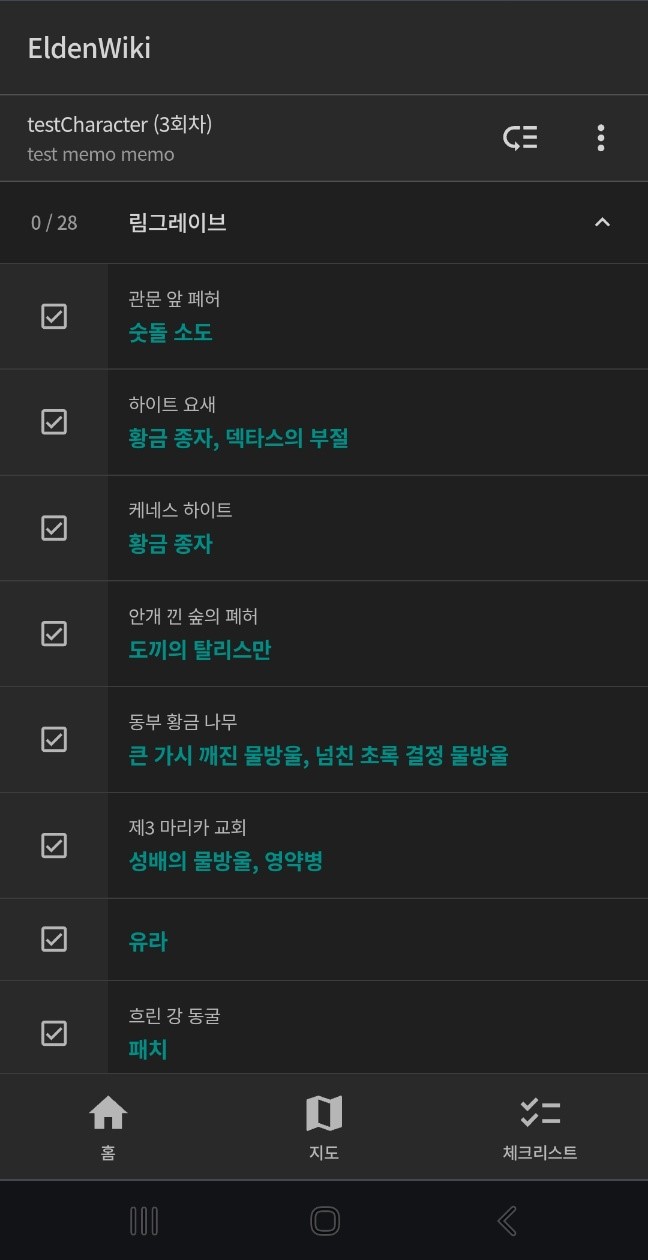 EldenWiki
testCharacter (3회차)
test memo memo
0 / 28 림그레이브
관문 앞 폐허
숫돌 소도
하이트 요새
황금 종자, 덱타스의 부절
케네스 하이트
황금 종자
안개 낀 숲의 폐허
도끼의 탈리스만
동부 황금 나무
큰 가시 깨진 물방울, 넘친 초록 결정 물방울
제3 마리카 교회
성배의 물방울, 영약병
유라
흐린 강 동굴
패치
홈 지도 체크리스트